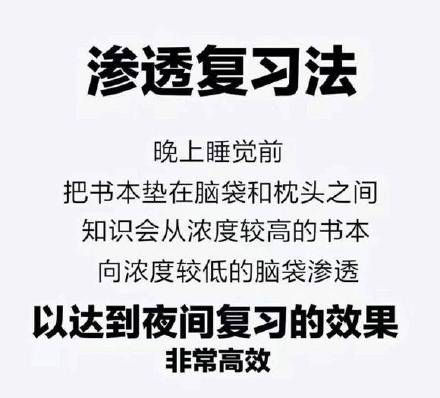 渗透复习法
晚上睡觉前
把书本垫在脑袋和枕头之间
知识会从浓度较高的书本
向浓度较低的脑袋渗透
以达到夜间复习的效果
非常高效